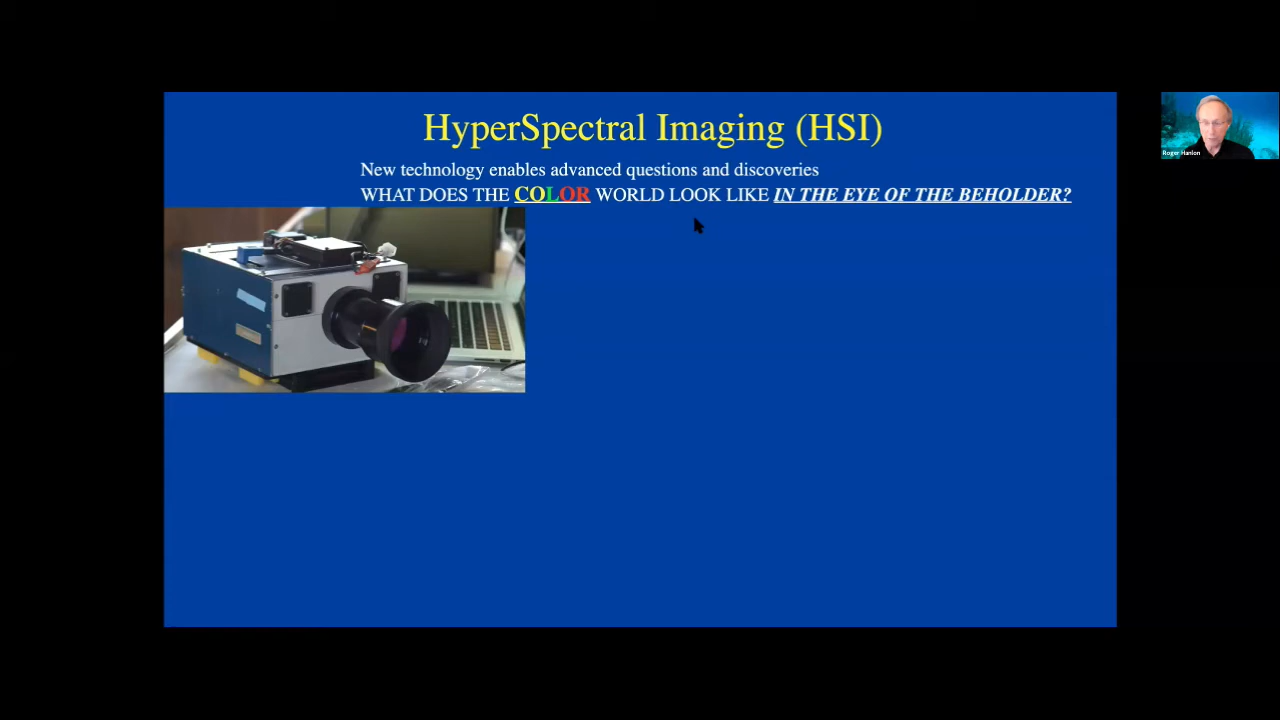 HyperSpectral Imaging (HSI)
New technology enables advanced questions and discoveries
WHAT DOES THE COLOR WORLD LOOK LIKE IN THE EYE OF THE BEHOLDER?
Roger Hanlon